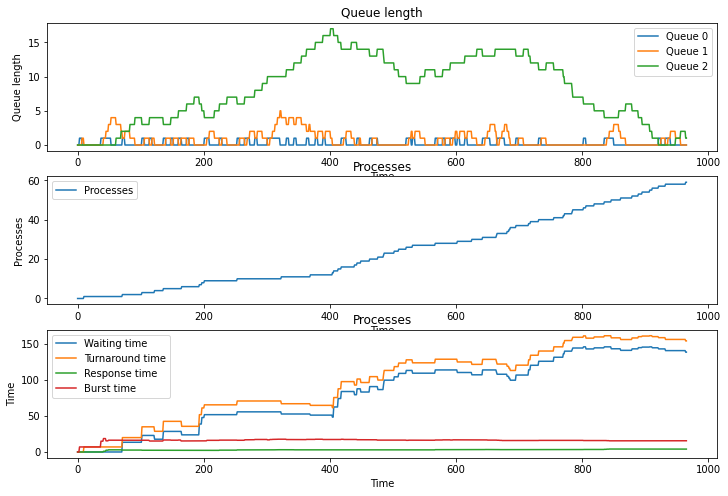 Queue length
Queue length
15
10
5
0
Queue 0
Queue 1
Queue 2
0 200 400 600 800 1000
Time
Processes
Processes
60
40
20
0
Processes
0 200 400 600 800 1000
Time
Processes
Time
150
100
50
0
Waiting time
Turnaround time
Response time
Burst time
0 200 400 600 800 1000
Time